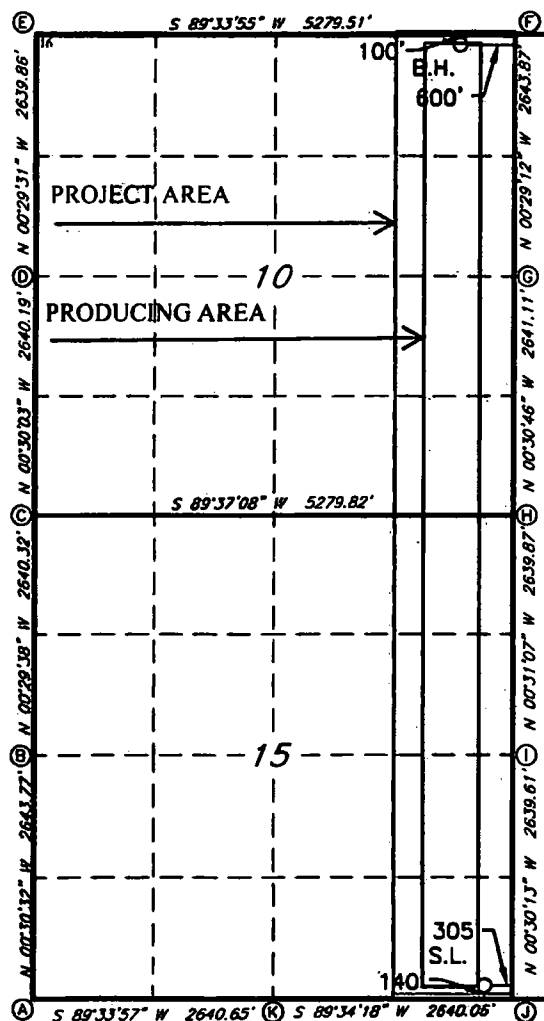 E S 89°33'55" W 5279.51' F
16
100'
B.H.
600'
N 00°29'31" W 2639.86'
N 00°29'12" W 2643.87'
PROJECT AREA
D 10 G
PRODUCING AREA
N 00°30'03" W 2640.19'
N 00°30'46" W 2641.11'
C S 89°37'08" W 5279.82' H
N 00°29'38" W 2640.32'
N 00°31'07" W 2639.87'
B 15 I
N 00°30'32" W 2643.77'
N 00°30'13" W 2639.61'
305
S.L.
140
A S 89°33'57" W 2640.65' K S 89°34'18" W 2640.05' J